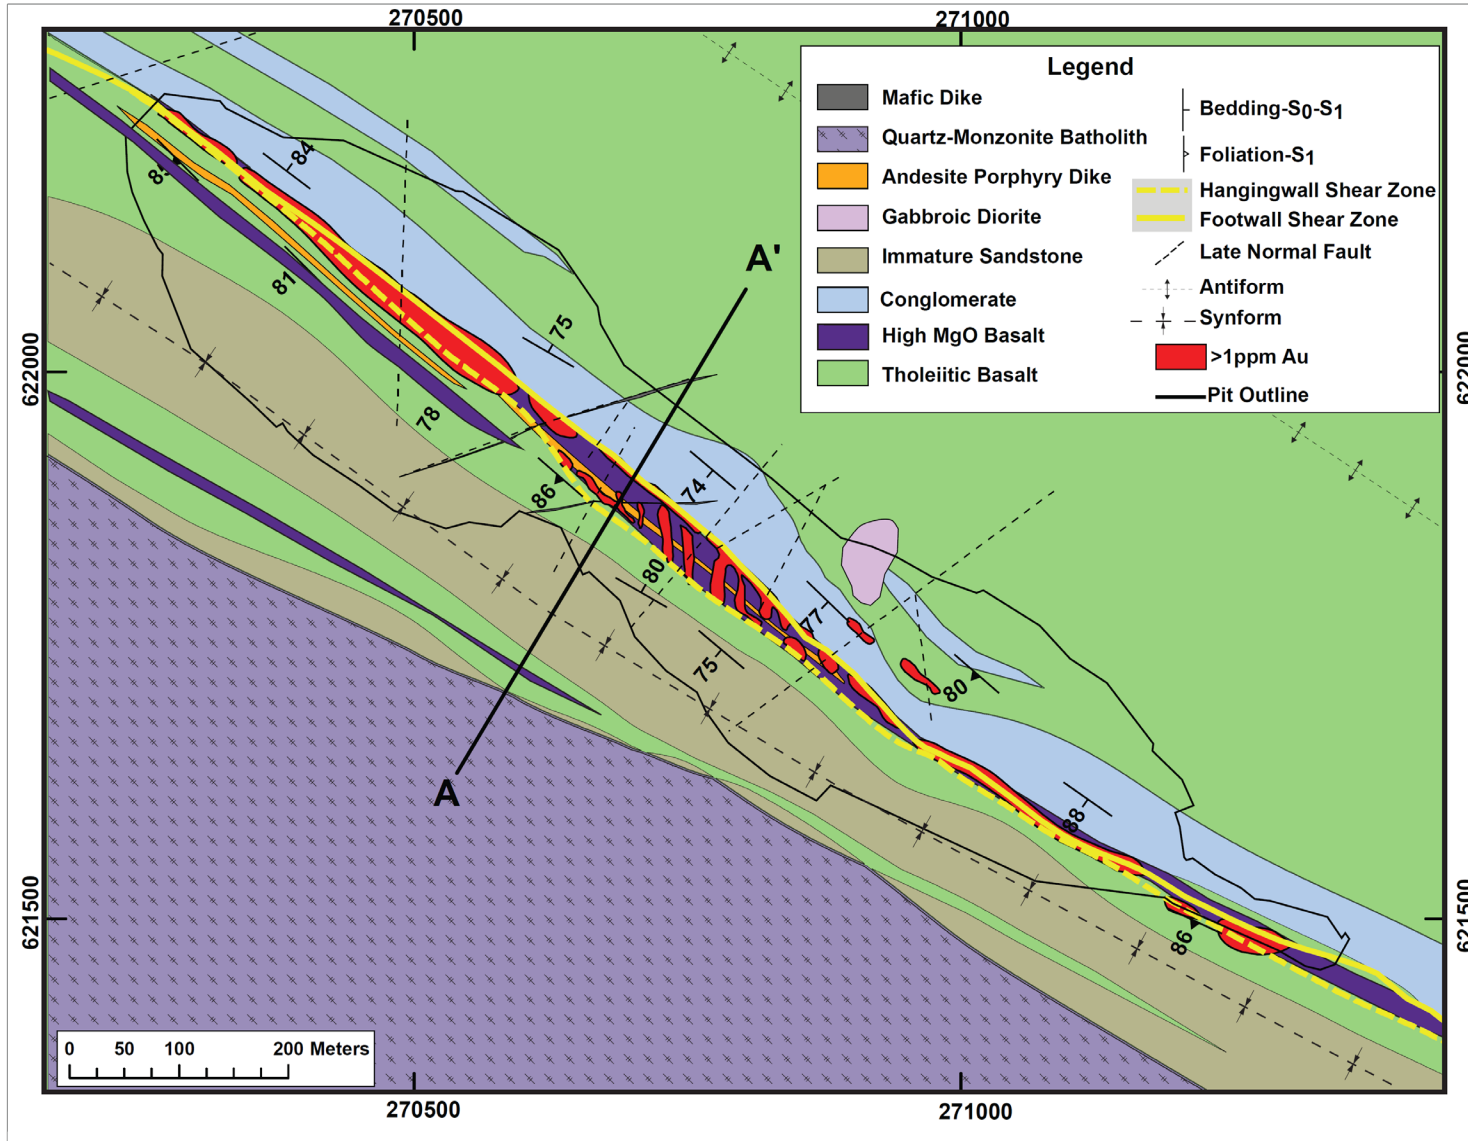 270500
271000
Legend
Mafic Dike
Quartz-Monzonite Batholith
Andesite Porphyry Dike
Gabbroic Diorite
Immature Sandstone
Conglomerate
High MgO Basalt
Tholeiitic Basalt
Bedding-S0-S1
Foliation-S1
Hangingwall Shear Zone
Footwall Shear Zone
Late Normal Fault
Antiform
Synform
>1ppm Au
Pit Outline
84
81
75
78
A'
622000
622000
86
74
80
77
75
80
A
88
86
621500
621500
0 50 100 200 Meters
270500
271000